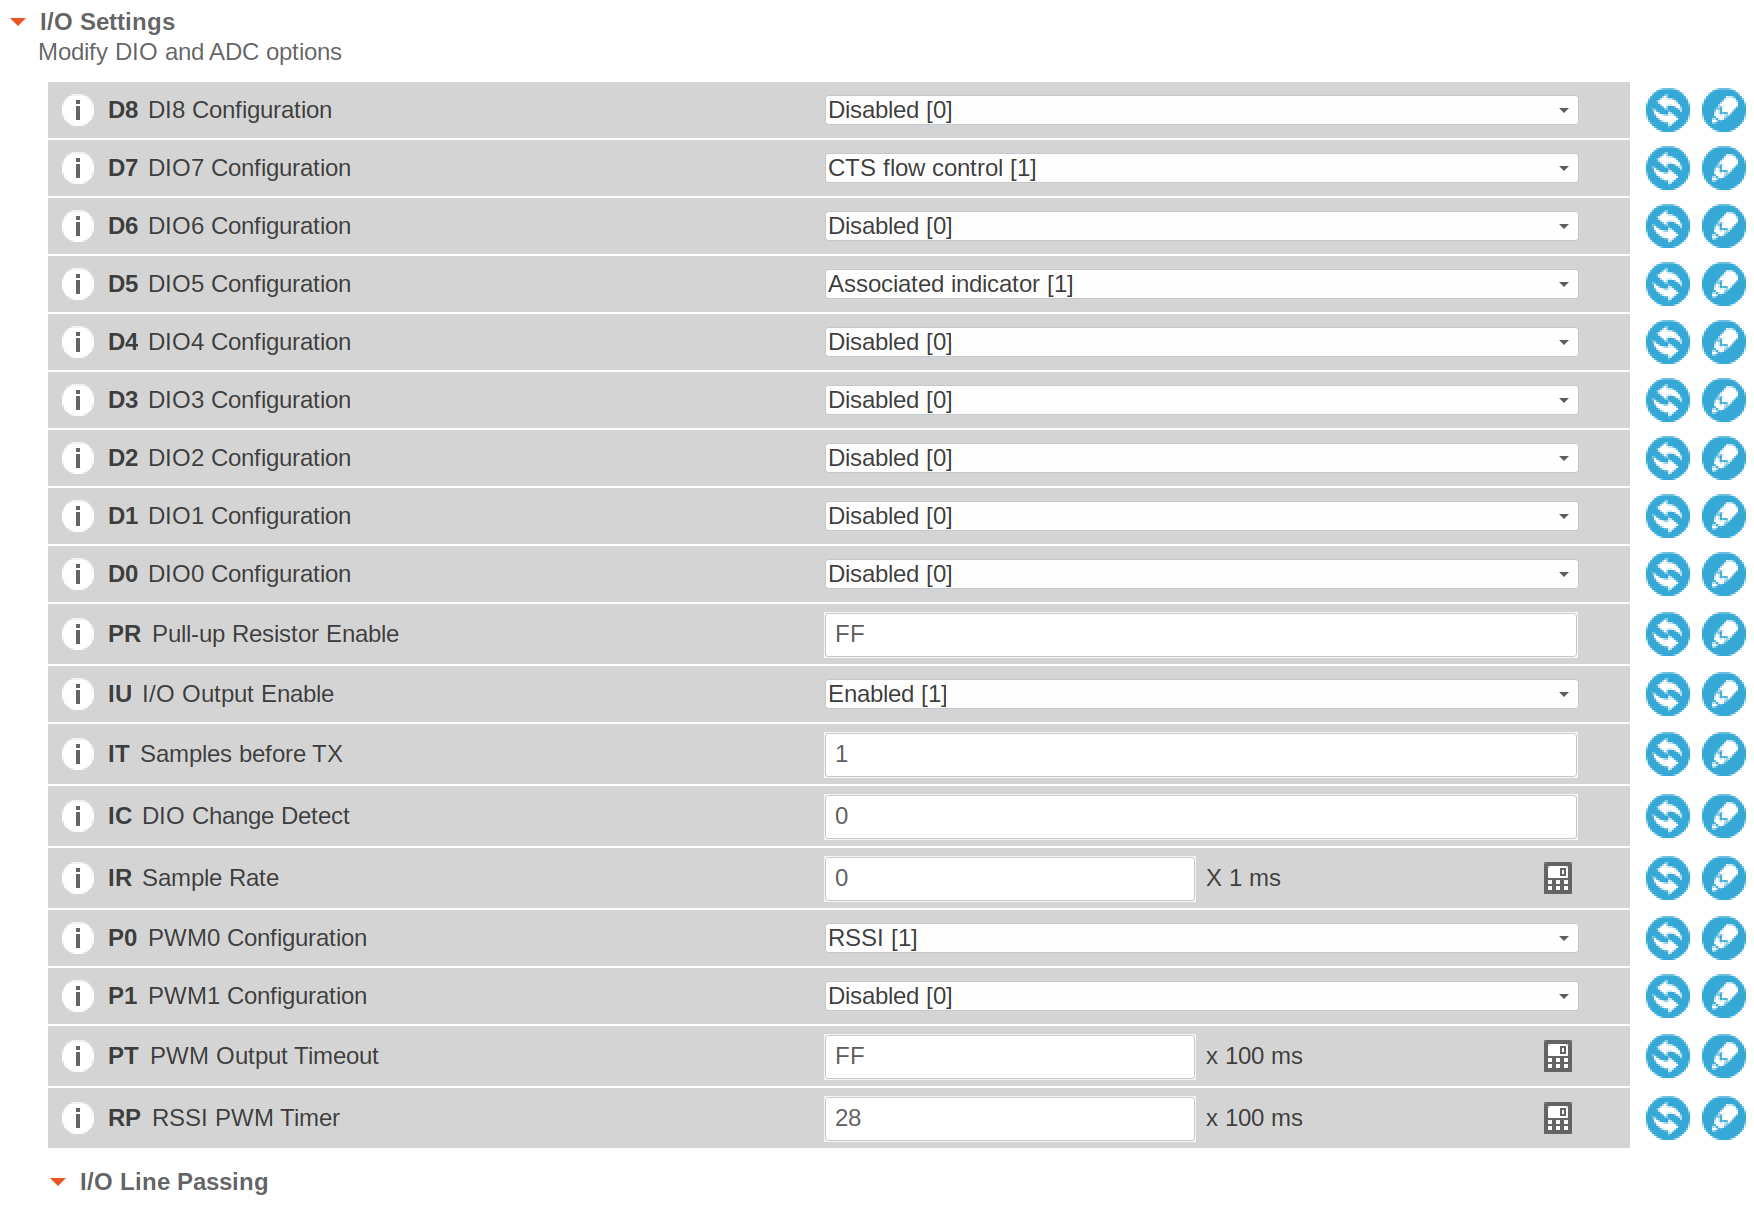 I/O Settings
Modify DIO and ADC options
D8 DI8 Configuration Disabled [0]
D7 DIO7 Configuration CTS flow control [1]
D6 DIO6 Configuration Disabled [0]
D5 DIO5 Configuration Associated indicator [1]
D4 DIO4 Configuration Disabled [0]
D3 DIO3 Configuration Disabled [0]
D2 DIO2 Configuration Disabled [0]
D1 DIO1 Configuration Disabled [0]
D0 DIO0 Configuration Disabled [0]
PR Pull-up Resistor Enable FF
IU I/O Output Enable Enabled [1]
IT Samples before TX 1
IC DIO Change Detect 0
IR Sample Rate 0 X 1 ms
P0 PWM0 Configuration RSSI [1]
P1 PWM1 Configuration Disabled [0]
PT PWM Output Timeout FF x 100 ms
RP RSSI PWM Timer 28 x 100 ms
I/O Line Passing